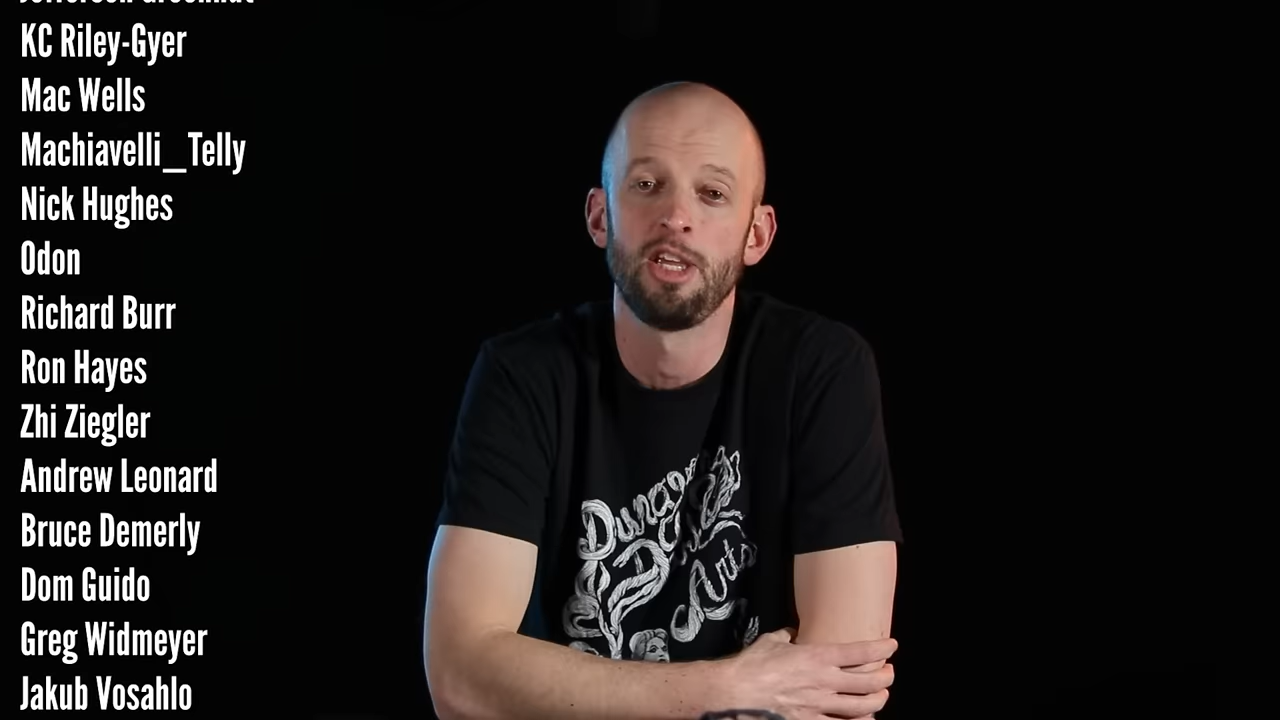 KC Riley-Gyer
Mac Wells
Machiavelli_Telly
Nick Hughes
Odon
Richard Burr
Ron Hayes
Zhi Ziegler
Andrew Leonard
Bruce Demerly
Dom Guido
Greg Widmeyer
Jakub Vosahlo
Arts